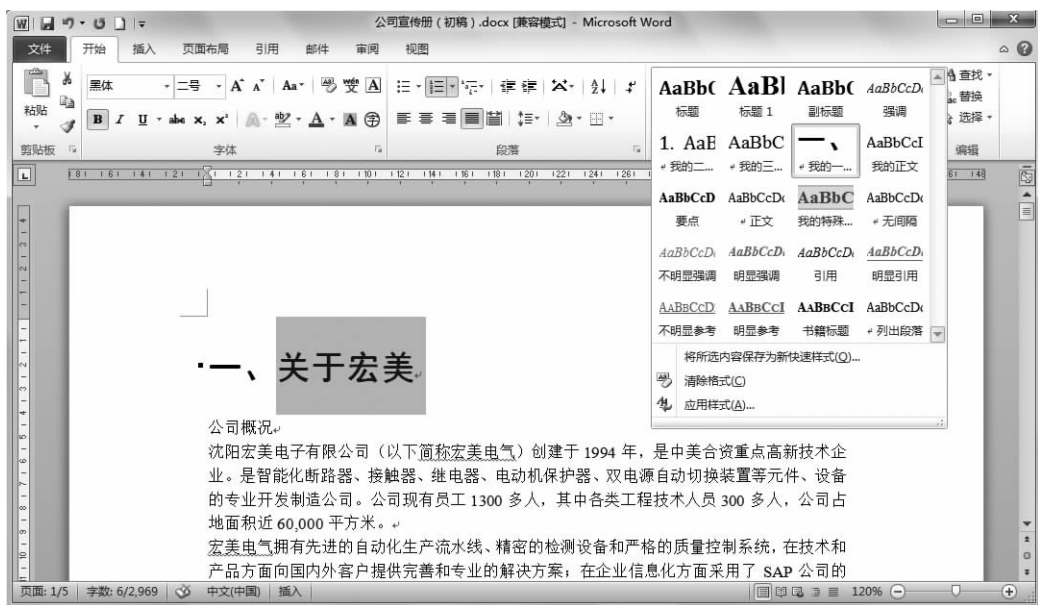 公司宣传册（初稿）.docx [兼容模式] - Microsoft Word
文件 开始 插入 页面布局 引用 邮件 审阅 视图
黑体 二号
粘贴
剪贴板 字体 段落
查找
替换
选择
编辑
AaBb( AaBl AaBb( AaBbCcDi
标题 标题 1 副标题 强调
1. AaB AaBbC 一、 AaBbCcI
我的二... 我的三... 我的一... 我的正文
AaBbCcD AaBbCcDc AaBbC AaBbCcDc
要点 正文 我的特殊... 无间隔
AaBbCcDi AaBbCcDi AaBbCcDi AaBbCcDi
不明显强调 明显强调 引用 明显引用
AABBCCD AABBCCI AABBCCI AaBbCcDc
不明显参考 明显参考 书籍标题 列出段落
将所选内容保存为新快速样式(Q)...
清除格式(C)
应用样式(A)...
一、关于宏美
公司概况
沈阳宏美电子有限公司（以下简称宏美电气）创建于 1994 年，是中美合资重点高新技术企
业。是智能化断路器、接触器、继电器、电动机保护器、双电源自动切换装置等元件、设备
的专业开发制造公司。公司现有员工 1300 多人，其中各类工程技术人员 300 多人，公司占
地面积近 60,000 平方米。
宏美电气拥有先进的自动化生产流水线、精密的检测设备和严格的质量控制系统，在技术和
产品方面向国内外客户提供完善和专业的解决方案；在企业信息化方面采用了 SAP 公司的
页面: 1/5 字数: 6/2,969 中文(中国) 插入 120%